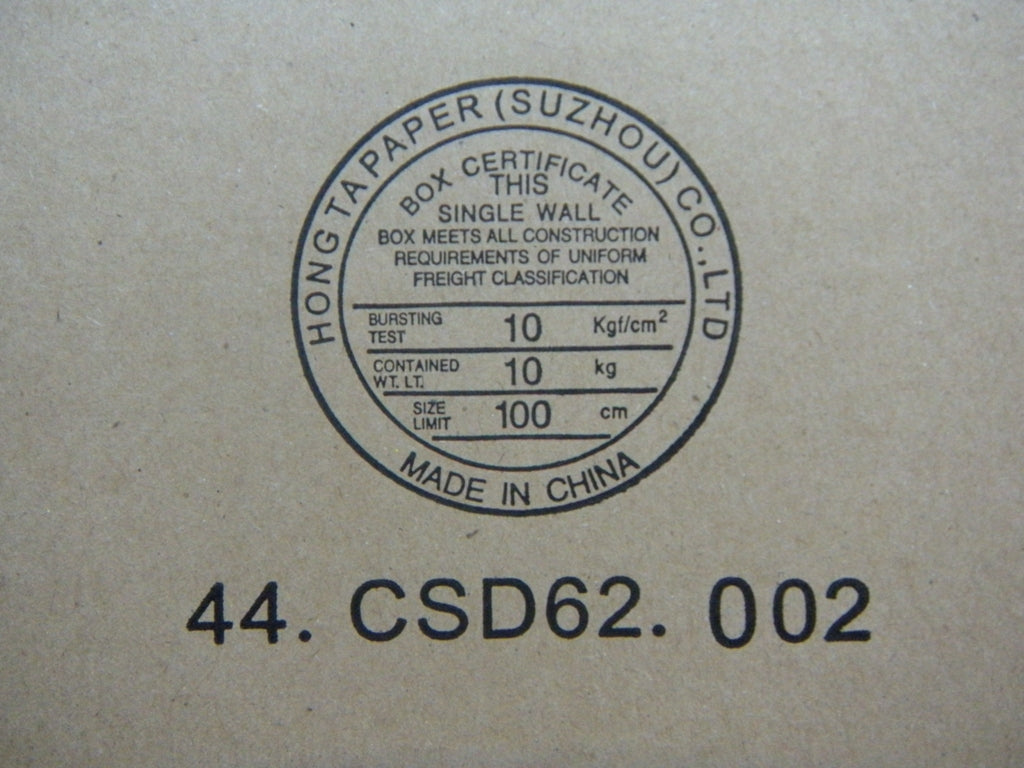 HONG TA PAPER (SUZHOU) CO., LTD
BOX CERTIFICATE
THIS
SINGLE WALL
BOX MEETS ALL CONSTRUCTION
REQUIREMENTS OF UNIFORM
FREIGHT CLASSIFICATION
BURSTING TEST 10 Kgf/cm²
CONTAINED WT. LT. 10 kg
SIZE LIMIT 100 cm
MADE IN CHINA
44. CSD62. 002